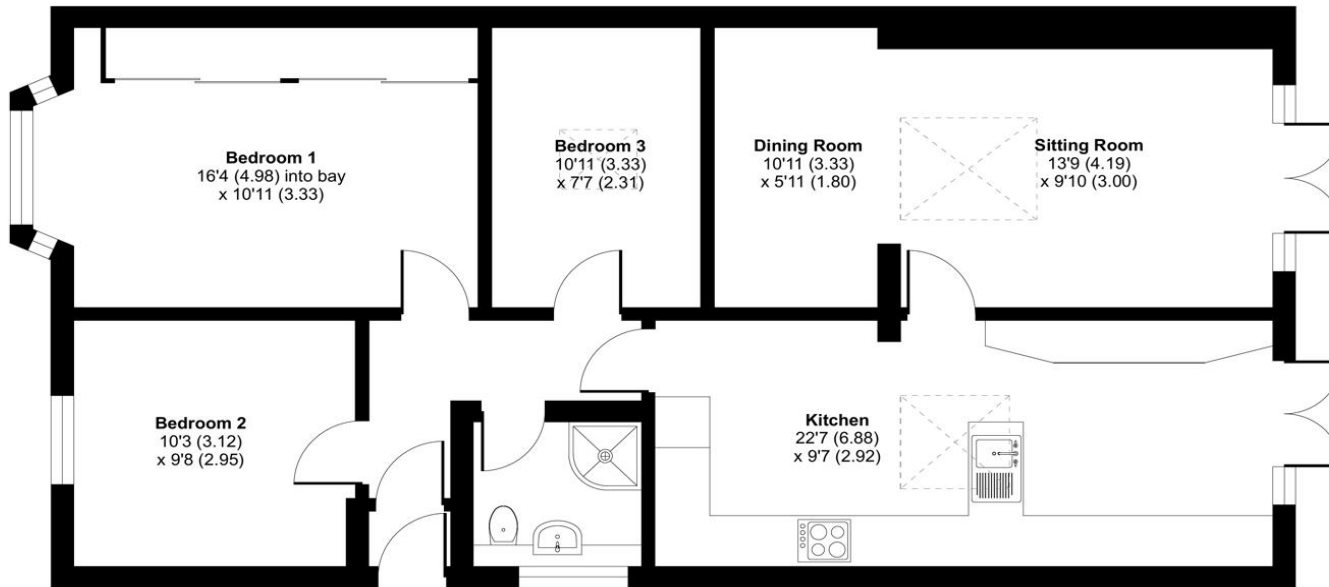 Bedroom 1
16'4 (4.98) into bay
x 10'11 (3.33)
Bedroom 3
10'11 (3.33)
x 7'7 (2.31)
Dining Room
10'11 (3.33)
x 5'11 (1.80)
Sitting Room
13'9 (4.19)
x 9'10 (3.00)
Bedroom 2
10'3 (3.12)
x 9'8 (2.95)
Kitchen
22'7 (6.88)
x 9'7 (2.92)